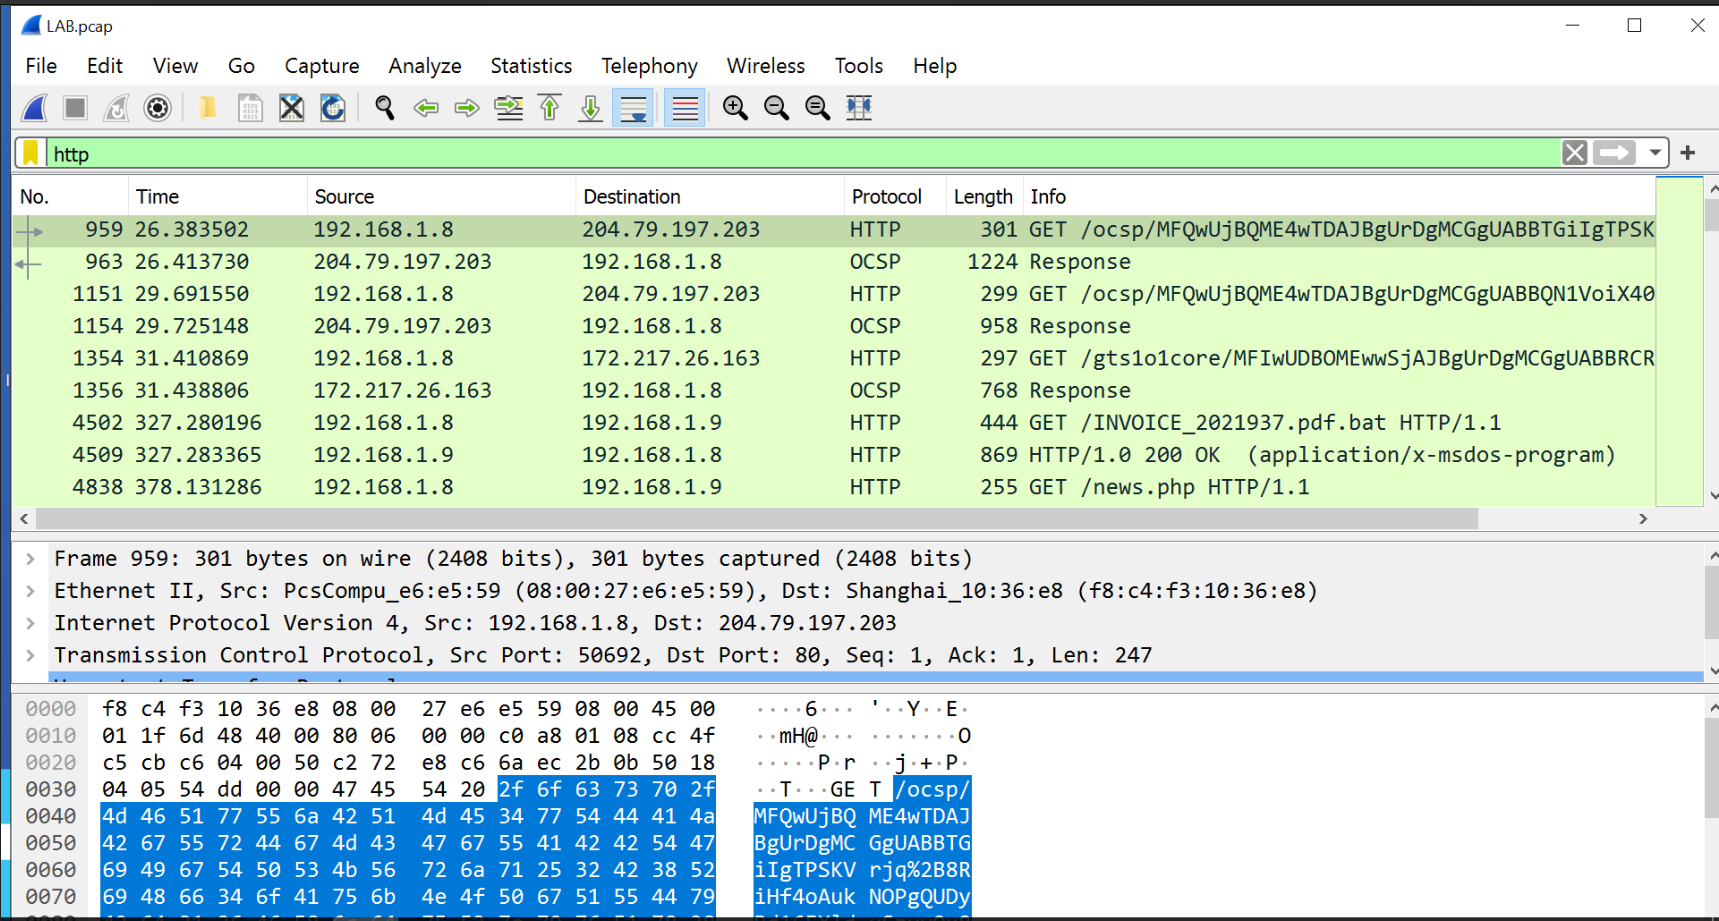 LAB.pcap
File Edit View Go Capture Analyze Statistics Telephony Wireless Tools Help
http
No. Time Source Destination Protocol Length Info
959 26.383502 192.168.1.8 204.79.197.203 HTTP 301 GET /ocsp/MFQwUjBQME4wTDAJBgUrDgMCGgUABBTGiIgTPSK
963 26.413730 204.79.197.203 192.168.1.8 OCSP 1224 Response
1151 29.691550 192.168.1.8 204.79.197.203 HTTP 299 GET /ocsp/MFQwUjBQME4wTDAJBgUrDgMCGgUABBQN1VoiX40
1154 29.725148 204.79.197.203 192.168.1.8 OCSP 958 Response
1354 31.410869 192.168.1.8 172.217.26.163 HTTP 297 GET /gts1o1core/MFIwUDBOMEwwSjAJBgUrDgMCGgUABBRCR
1356 31.438806 172.217.26.163 192.168.1.8 OCSP 768 Response
4502 327.280196 192.168.1.8 192.168.1.9 HTTP 444 GET /INVOICE_2021937.pdf.bat HTTP/1.1
4509 327.283365 192.168.1.9 192.168.1.8 HTTP 869 HTTP/1.0 200 OK (application/x-msdos-program)
4838 378.131286 192.168.1.8 192.168.1.9 HTTP 255 GET /news.php HTTP/1.1
Frame 959: 301 bytes on wire (2408 bits), 301 bytes captured (2408 bits)
Ethernet II, Src: PcsCompu_e6:e5:59 (08:00:27:e6:e5:59), Dst: Shanghai_10:36:e8 (f8:c4:f3:10:36:e8)
Internet Protocol Version 4, Src: 192.168.1.8, Dst: 204.79.197.203
Transmission Control Protocol, Src Port: 50692, Dst Port: 80, Seq: 1, Ack: 1, Len: 247
0000 f8 c4 f3 10 36 e8 08 00 27 e6 e5 59 08 00 45 00 ····6··· '··Y··E·
0010 01 1f 6d 48 40 00 80 06 00 00 c0 a8 01 08 cc 4f ··mH@··· ·······O
0020 c5 cb c6 04 00 50 c2 72 e8 c6 6a ec 2b 0b 50 18 ·····P·r ··j·+·P·
0030 04 05 54 dd 00 00 47 45 54 20 2f 6f 63 73 70 2f ··T···GE T /ocsp/
0040 4d 46 51 77 55 6a 42 51 4d 45 34 77 54 44 41 4a MFQwUjBQ ME4wTDAJ
0050 42 67 55 72 44 67 4d 43 47 67 55 41 42 42 54 47 BgUrDgMC GgUABBTG
0060 69 49 67 54 50 53 4b 56 72 6a 71 25 32 42 38 52 iIgTPSKV rjq%2B8R
0070 69 48 66 34 6f 41 75 6b 4e 4f 50 67 51 55 44 79 iHf4oAuk NOPgQUDy